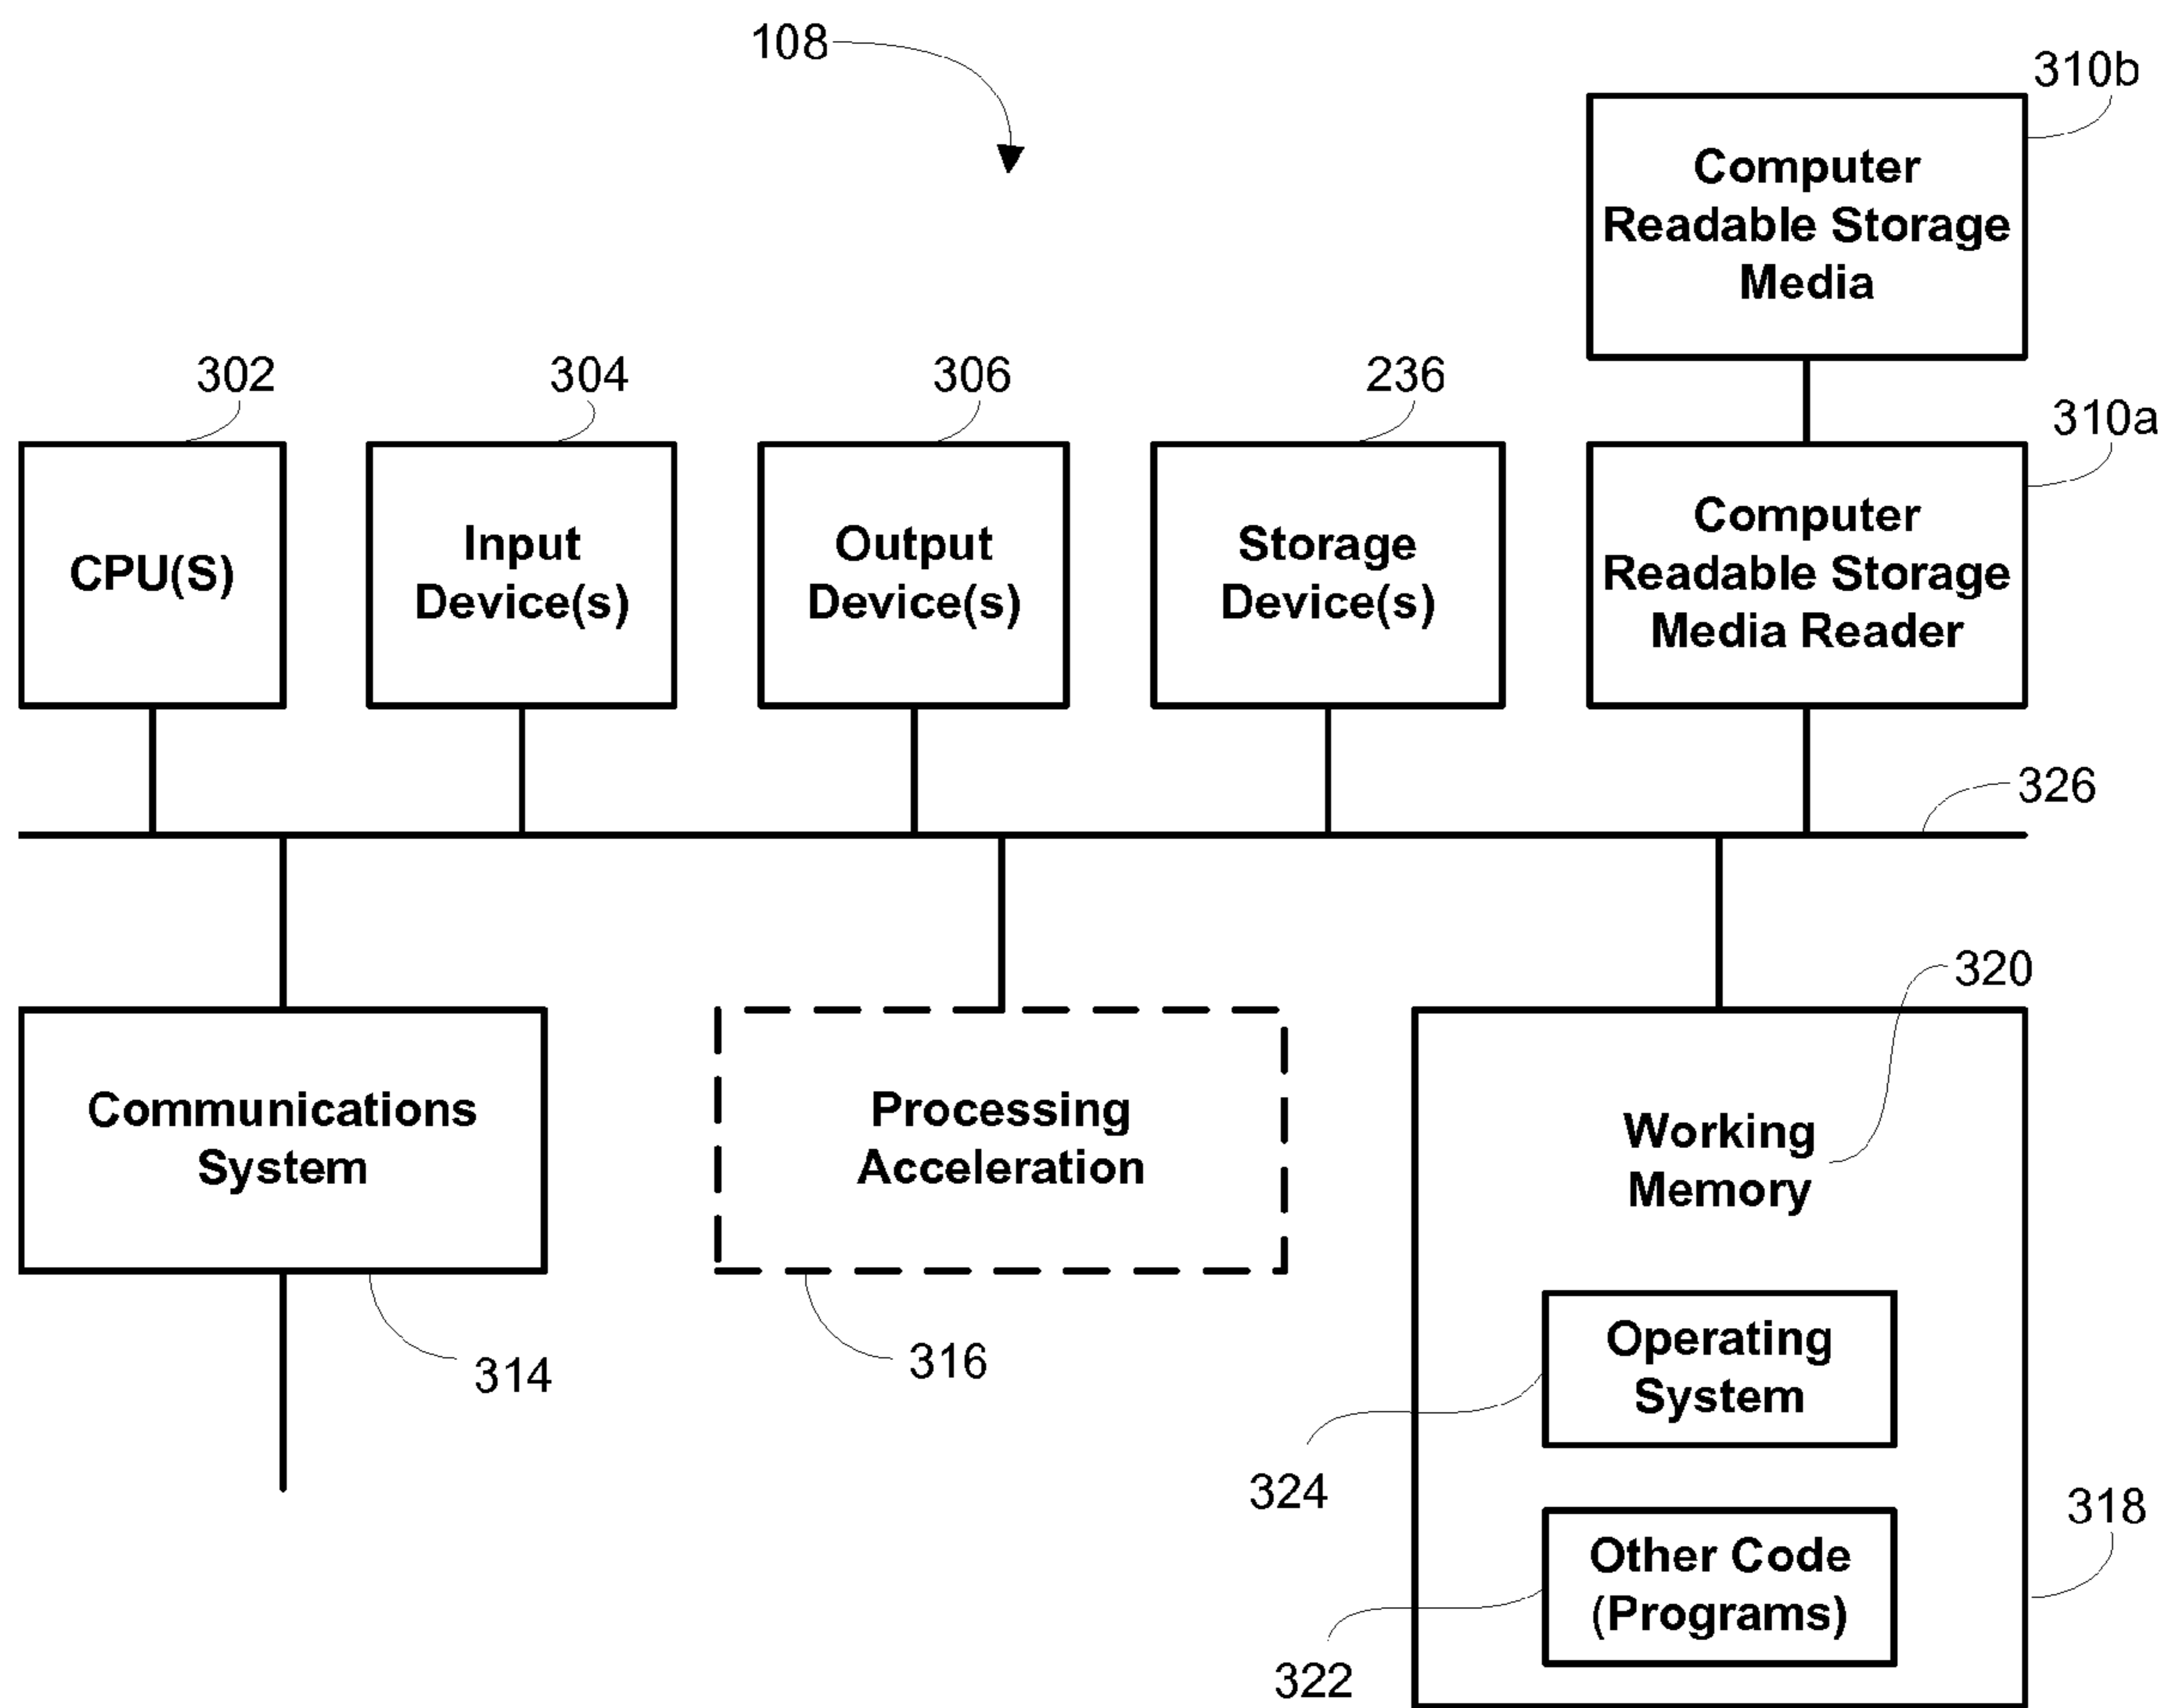 108
310b
Computer
Readable Storage
Media
302
304
306
236
310a
CPU(S)
Input
Device(s)
Output
Device(s)
Storage
Device(s)
Computer
Readable Storage
Media Reader
326
320
Communications
System
Processing
Acceleration
Working
Memory
314
316
Operating
System
324
318
Other Code
(Programs)
322